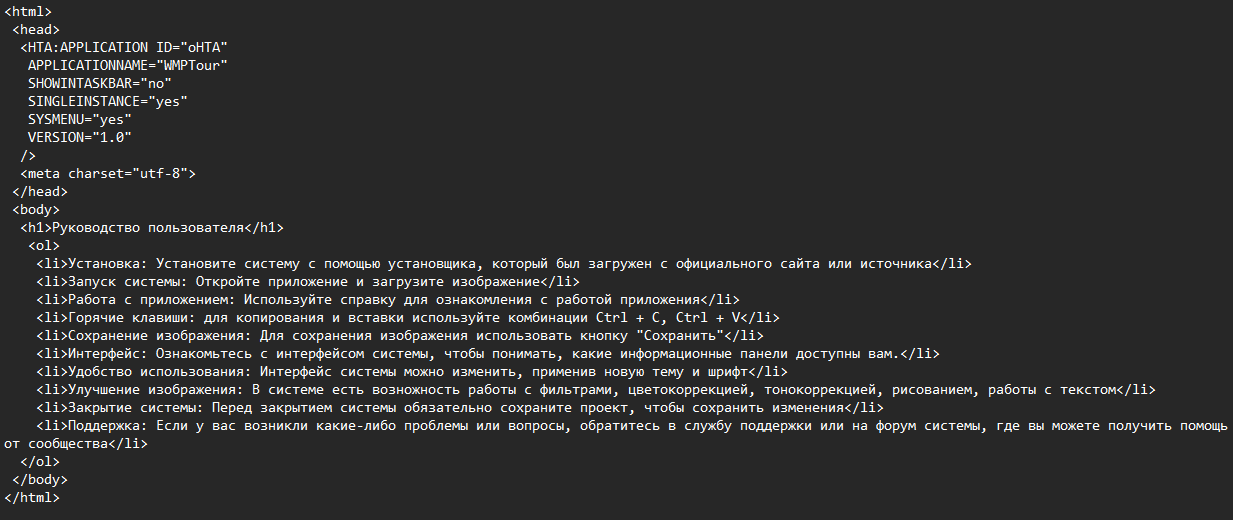 <html>
<head>
<HTA:APPLICATION ID="oHTA"
APPLICATIONNAME="WMPTour"
SHOWINTASKBAR="no"
SINGLEINSTANCE="yes"
SYSMENU="yes"
VERSION="1.0"
/>
<meta charset="utf-8">
</head>
<body>
<h1>Руководство пользователя</h1>
<ol>
<li>Установка: Установите систему с помощью установщика, который был загружен с официального сайта или источника</li>
<li>Запуск системы: Откройте приложение и загрузите изображение</li>
<li>Работа с приложением: Используйте справку для ознакомления с работой приложения</li>
<li>Горячие клавиши: для копирования и вставки используйте комбинации Ctrl + C, Ctrl + V</li>
<li>Сохранение изображения: Для сохранения изображения использовать кнопку "Сохранить"</li>
<li>Интерфейс: Ознакомьтесь с интерфейсом системы, чтобы понимать, какие информационные панели доступны вам.</li>
<li>Удобство использования: Интерфейс системы можно изменить, применив новую тему и шрифт</li>
<li>Улучшение изображения: В системе есть возможность работы с фильтрами, цветокоррекцией, тонокоррекцией, рисованием, работы с текстом</li>
<li>Закрытие системы: Перед закрытием системы обязательно сохраните проект, чтобы сохранить изменения</li>
<li>Поддержка: Если у вас возникли какие-либо проблемы или вопросы, обратитесь в службу поддержки или на форум системы, где вы можете получить помощь
от сообщества</li>
</ol>
</body>
</html>